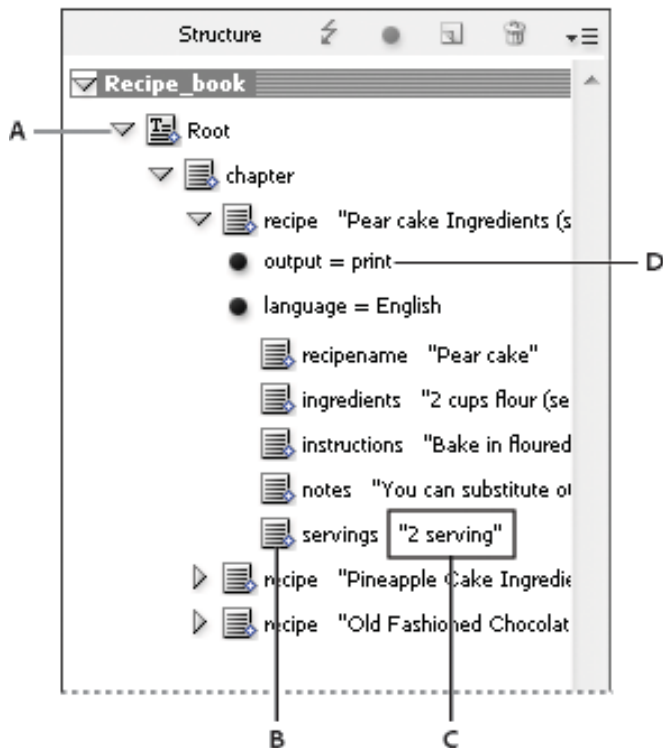 Structure
Recipe_book
A
Root
chapter
recipe "Pear cake Ingredients (s
output = print
D
language = English
recipename "Pear cake"
ingredients "2 cups flour (se
instructions "Bake in floured
notes "You can substitute ot
servings "2 serving"
recipe "Pineapple Cake Ingredie
recipe "Old Fashioned Chocolat
B
C